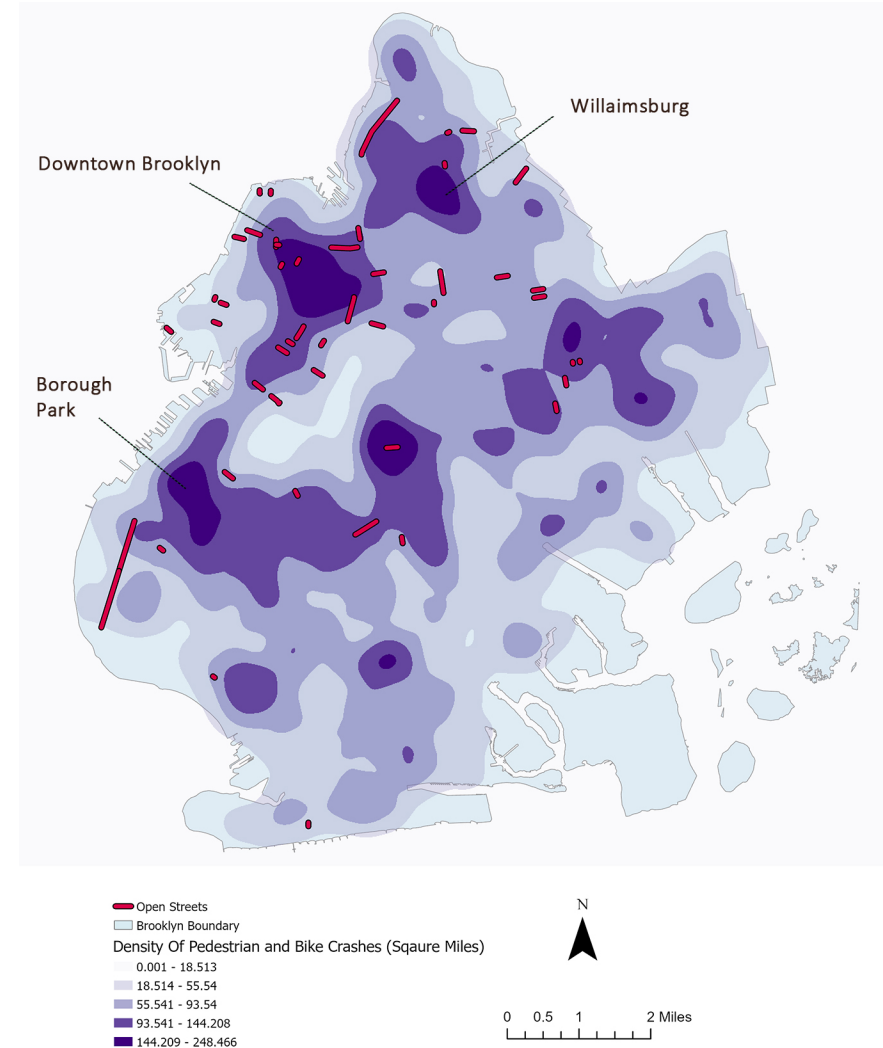 Willaimsburg
Downtown Brooklyn
Borough
Park
Open Streets
Brooklyn Boundary
Density Of Pedestrian and Bike Crashes (Sqaure Miles)
0.001 - 18.513
18.514 - 55.54
55.541 - 93.54
93.541 - 144.208
144.209 - 248.466
N
0 0.5 1 2 Miles